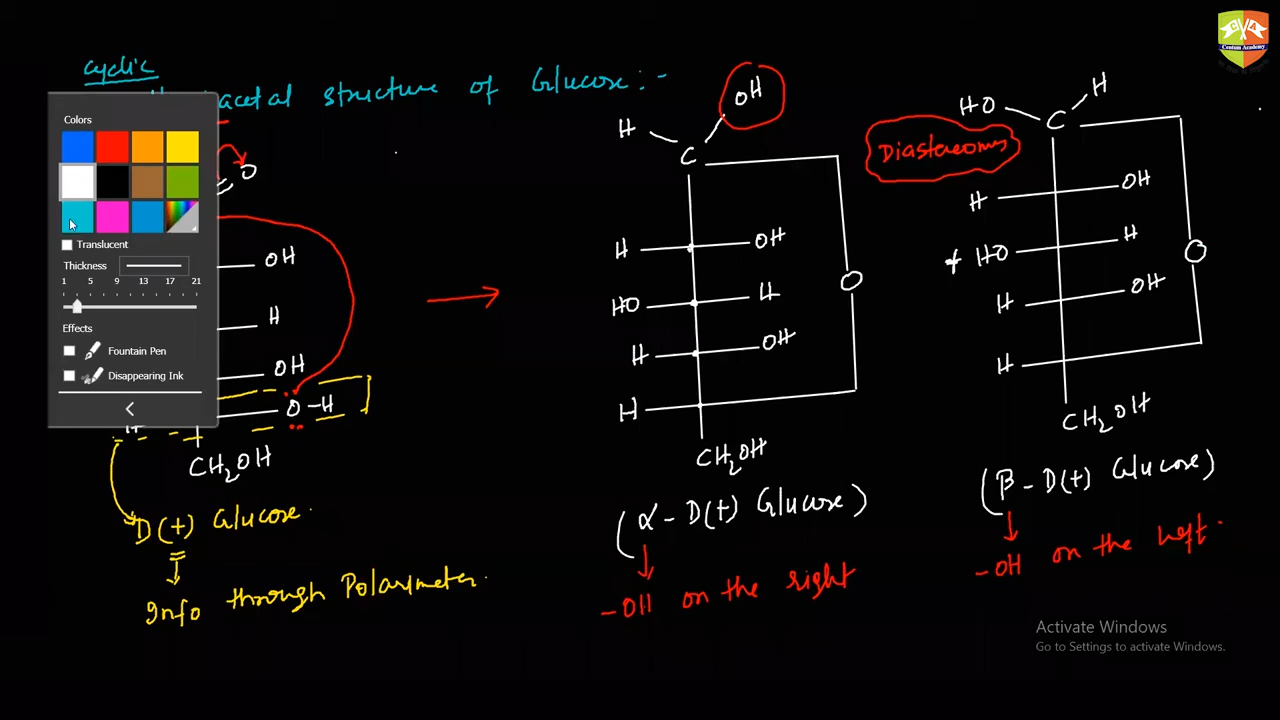 cyclic
acetal structure of Glucose :-
Colors
Translucent
Thickness
1 5 9 13 17 21
Effects
Fountain Pen
Disappearing Ink
O
OH
H
OH
O-H
CH2OH
D(+) Glucose.
Info through Polarimeter.
OH
H
C
H OH
HO H
H OH
H
O
CH2OH
(α - D(+) Glucose)
-OH on the right
Diastereomers
HO H
C
H OH
HO H
H OH
H
O
CH2OH
(β - D(+) Glucose)
-OH on the left.
Activate Windows
Go to Settings to activate Windows.
C A
Centum Academy